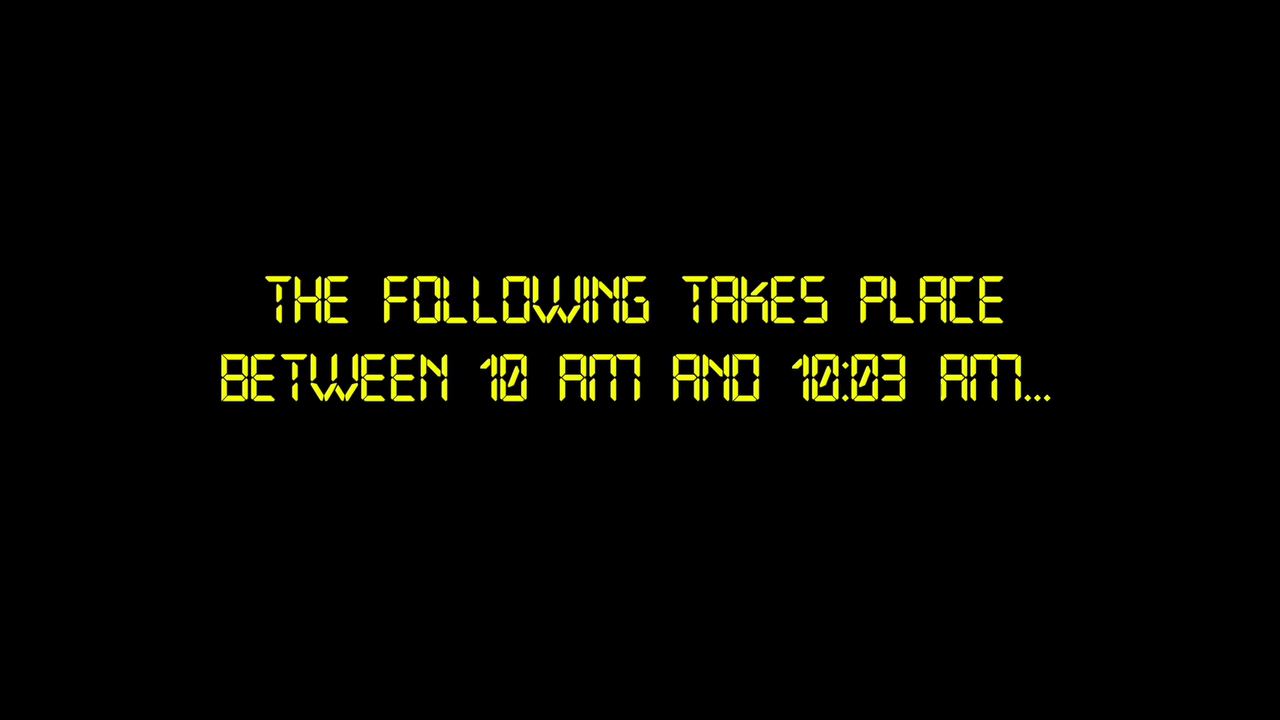 THE FOLLOWING TAKES PLACE
BETWEEN 10 AM AND 10:03 AM...